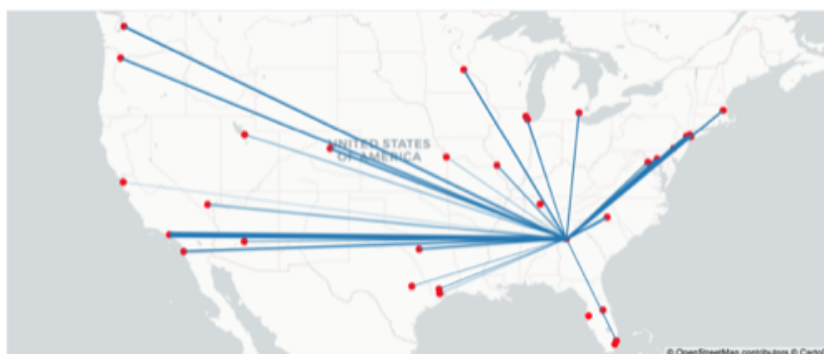 UNITED STATES
OF AMERICA
© OpenStreetMap contributors © Carto